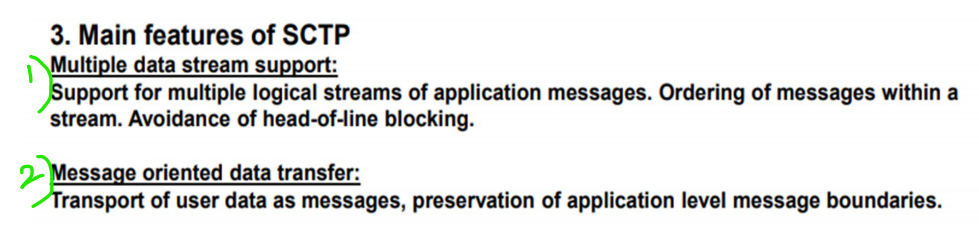 3. Main features of SCTP
1) Multiple data stream support:
Support for multiple logical streams of application messages. Ordering of messages within a
stream. Avoidance of head-of-line blocking.
2) Message oriented data transfer:
Transport of user data as messages, preservation of application level message boundaries.